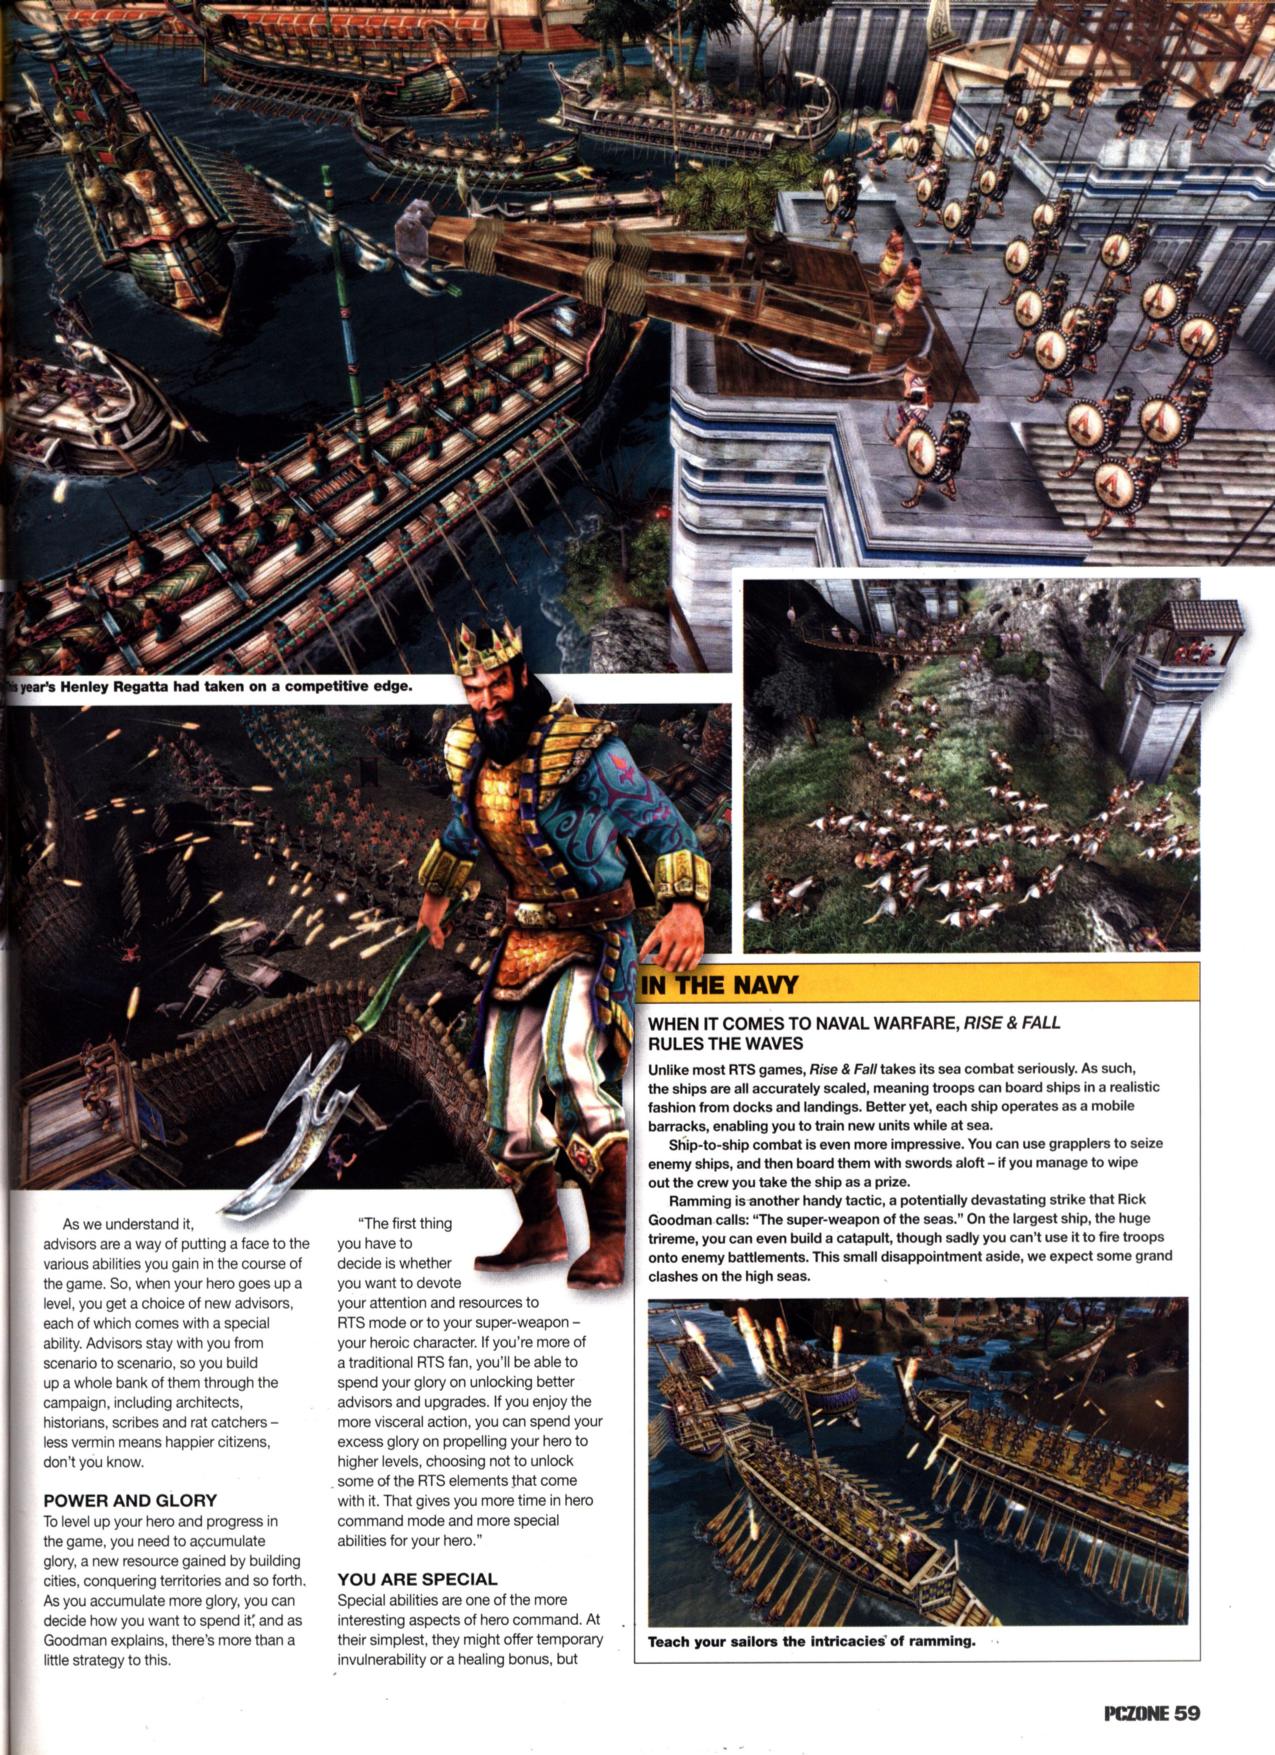 year's Henley Regatta had taken on a competitive edge.
As we understand it,
advisors are a way of putting a face to the
various abilities you gain in the course of
the game. So, when your hero goes up a
level, you get a choice of new advisors,
each of which comes with a special
ability. Advisors stay with you from
scenario to scenario, so you build
up a whole bank of them through the
campaign, including architects,
historians, scribes and rat catchers –
less vermin means happier citizens,
don't you know.
POWER AND GLORY
To level up your hero and progress in
the game, you need to accumulate
glory, a new resource gained by building
cities, conquering territories and so forth.
As you accumulate more glory, you can
decide how you want to spend it, and as
Goodman explains, there's more than a
little strategy to this.
“The first thing
you have to
decide is whether
you want to devote
your attention and resources to
RTS mode or to your super-weapon –
your heroic character. If you're more of
a traditional RTS fan, you'll be able to
spend your glory on unlocking better
advisors and upgrades. If you enjoy the
more visceral action, you can spend your
excess glory on propelling your hero to
higher levels, choosing not to unlock
some of the RTS elements that come
with it. That gives you more time in hero
command mode and more special
abilities for your hero.”
YOU ARE SPECIAL
Special abilities are one of the more
interesting aspects of hero command. At
their simplest, they might offer temporary
invulnerability or a healing bonus, but
IN THE NAVY
WHEN IT COMES TO NAVAL WARFARE, RISE & FALL
RULES THE WAVES
Unlike most RTS games, Rise & Fall takes its sea combat seriously. As such,
the ships are all accurately scaled, meaning troops can board ships in a realistic
fashion from docks and landings. Better yet, each ship operates as a mobile
barracks, enabling you to train new units while at sea.
Ship-to-ship combat is even more impressive. You can use grapplers to seize
enemy ships, and then board them with swords aloft – if you manage to wipe
out the crew you take the ship as a prize.
Ramming is another handy tactic, a potentially devastating strike that Rick
Goodman calls: “The super-weapon of the seas.” On the largest ship, the huge
trireme, you can even build a catapult, though sadly you can't use it to fire troops
onto enemy battlements. This small disappointment aside, we expect some grand
clashes on the high seas.
Teach your sailors the intricacies of ramming.
PCZONE 59